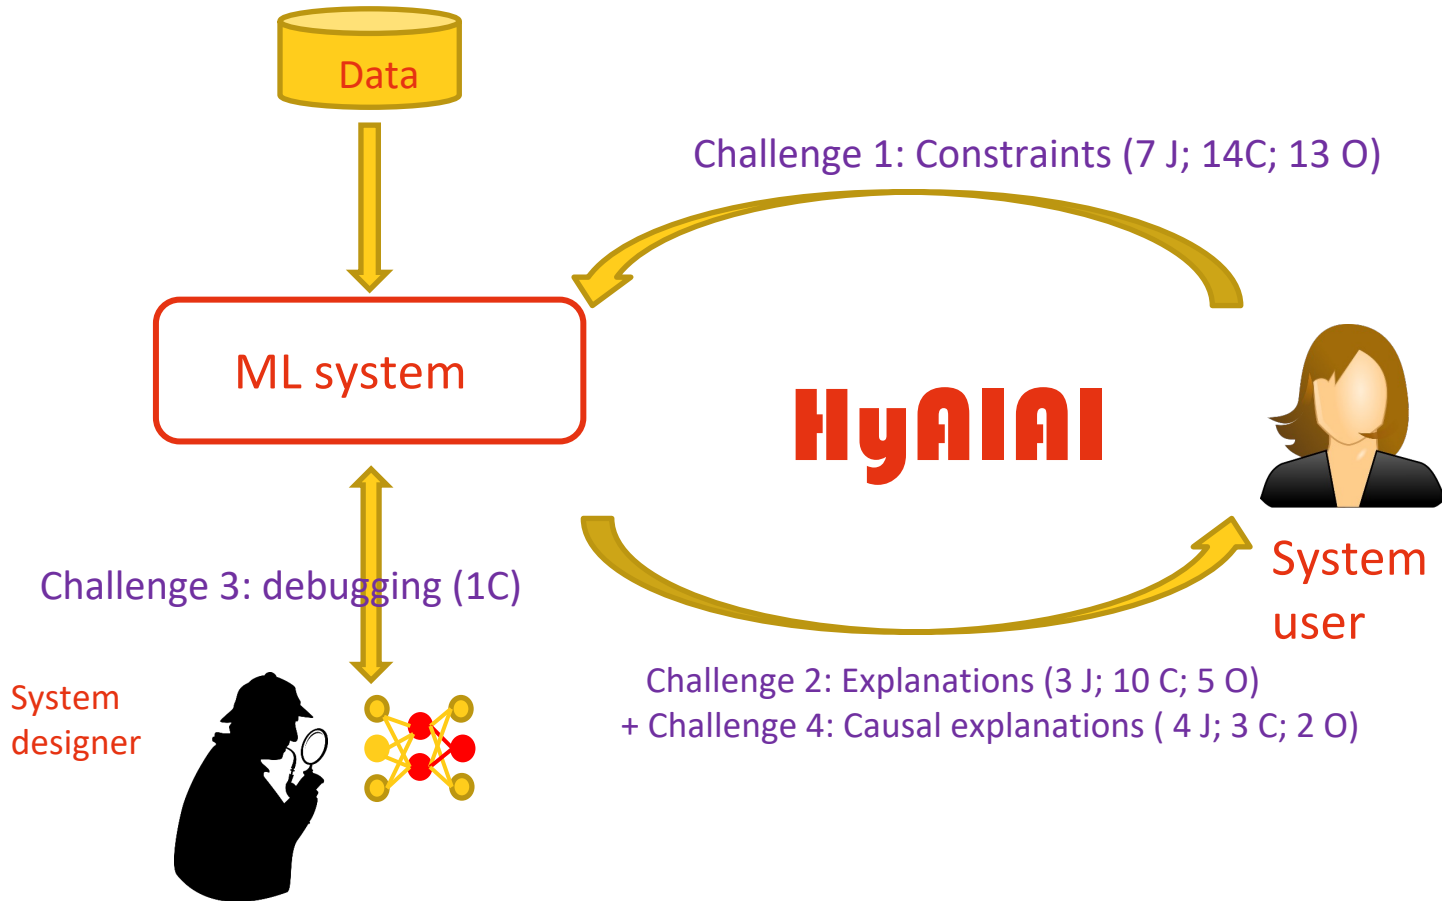 Data
Challenge 1: Constraints (7 J; 14C; 13 O)
ML system
HyAIAI
System
user
Challenge 3: debugging (1C)
Challenge 2: Explanations (3 J; 10 C; 5 O)
+ Challenge 4: Causal explanations ( 4 J; 3 C; 2 O)
System
designer